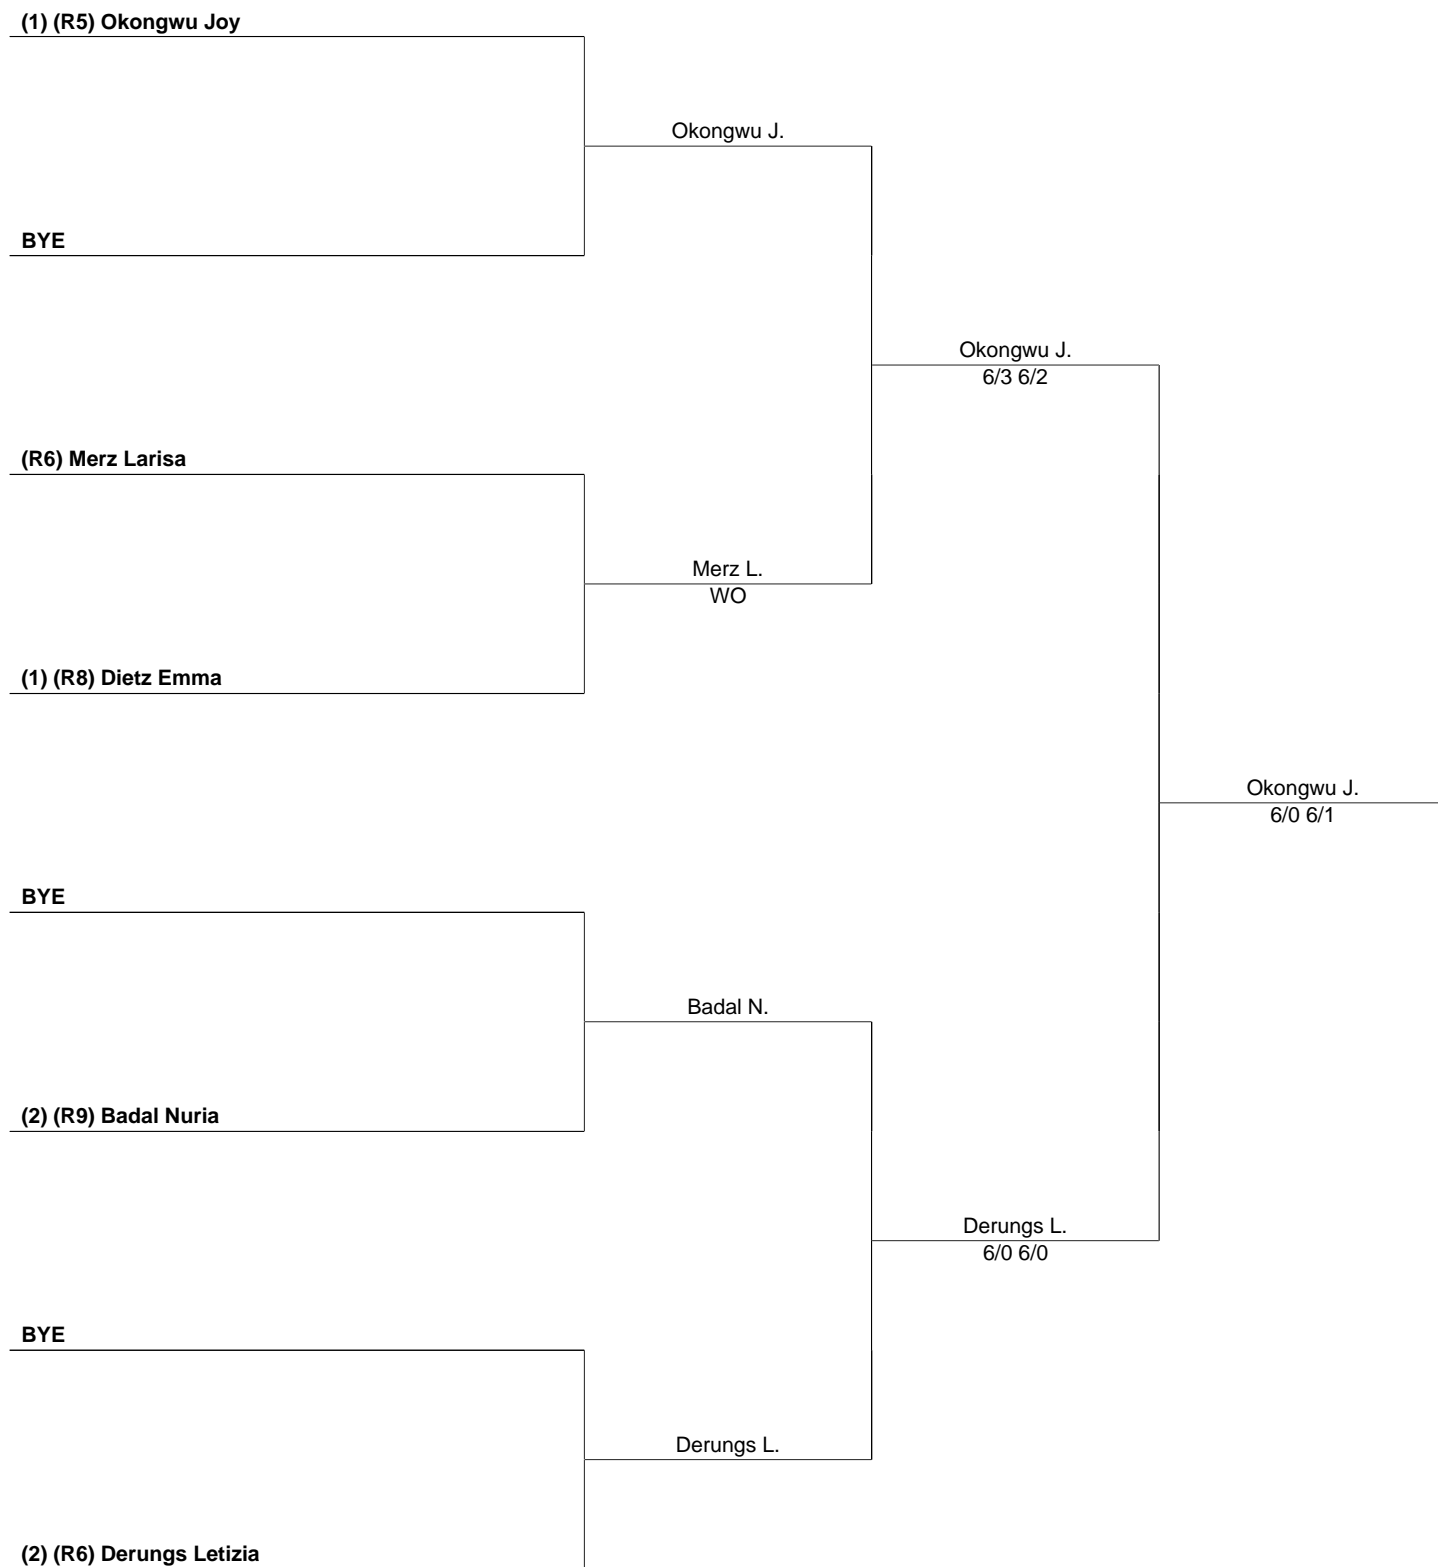 (1) (R5) Okongwu Joy
Okongwu J.
BYE
Okongwu J.
6/3 6/2
(R6) Merz Larisa
Merz L.
WO
(1) (R8) Dietz Emma
Okongwu J.
6/0 6/1
BYE
Badal N.
(2) (R9) Badal Nuria
Derungs L.
6/0 6/0
BYE
Derungs L.
(2) (R6) Derungs Letizia